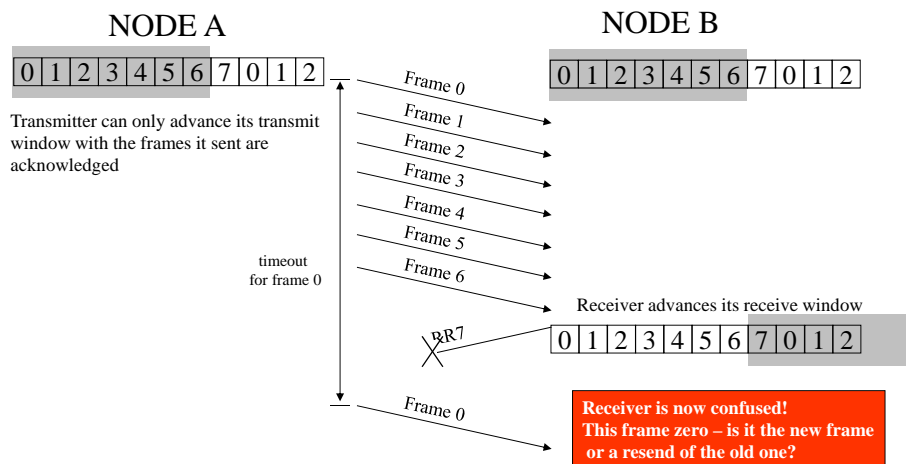 NODE A
NODE B
0 1 2 3 4 5 6 7 0 1 2
0 1 2 3 4 5 6 7 0 1 2
Transmitter can only advance its transmit
window with the frames it sent are
acknowledged
Frame 0
Frame 1
Frame 2
Frame 3
Frame 4
Frame 5
Frame 6
timeout
for frame 0
Receiver advances its receive window
RR7
0 1 2 3 4 5 6 7 0 1 2
Frame 0
Receiver is now confused!
This frame zero – is it the new frame
or a resend of the old one?